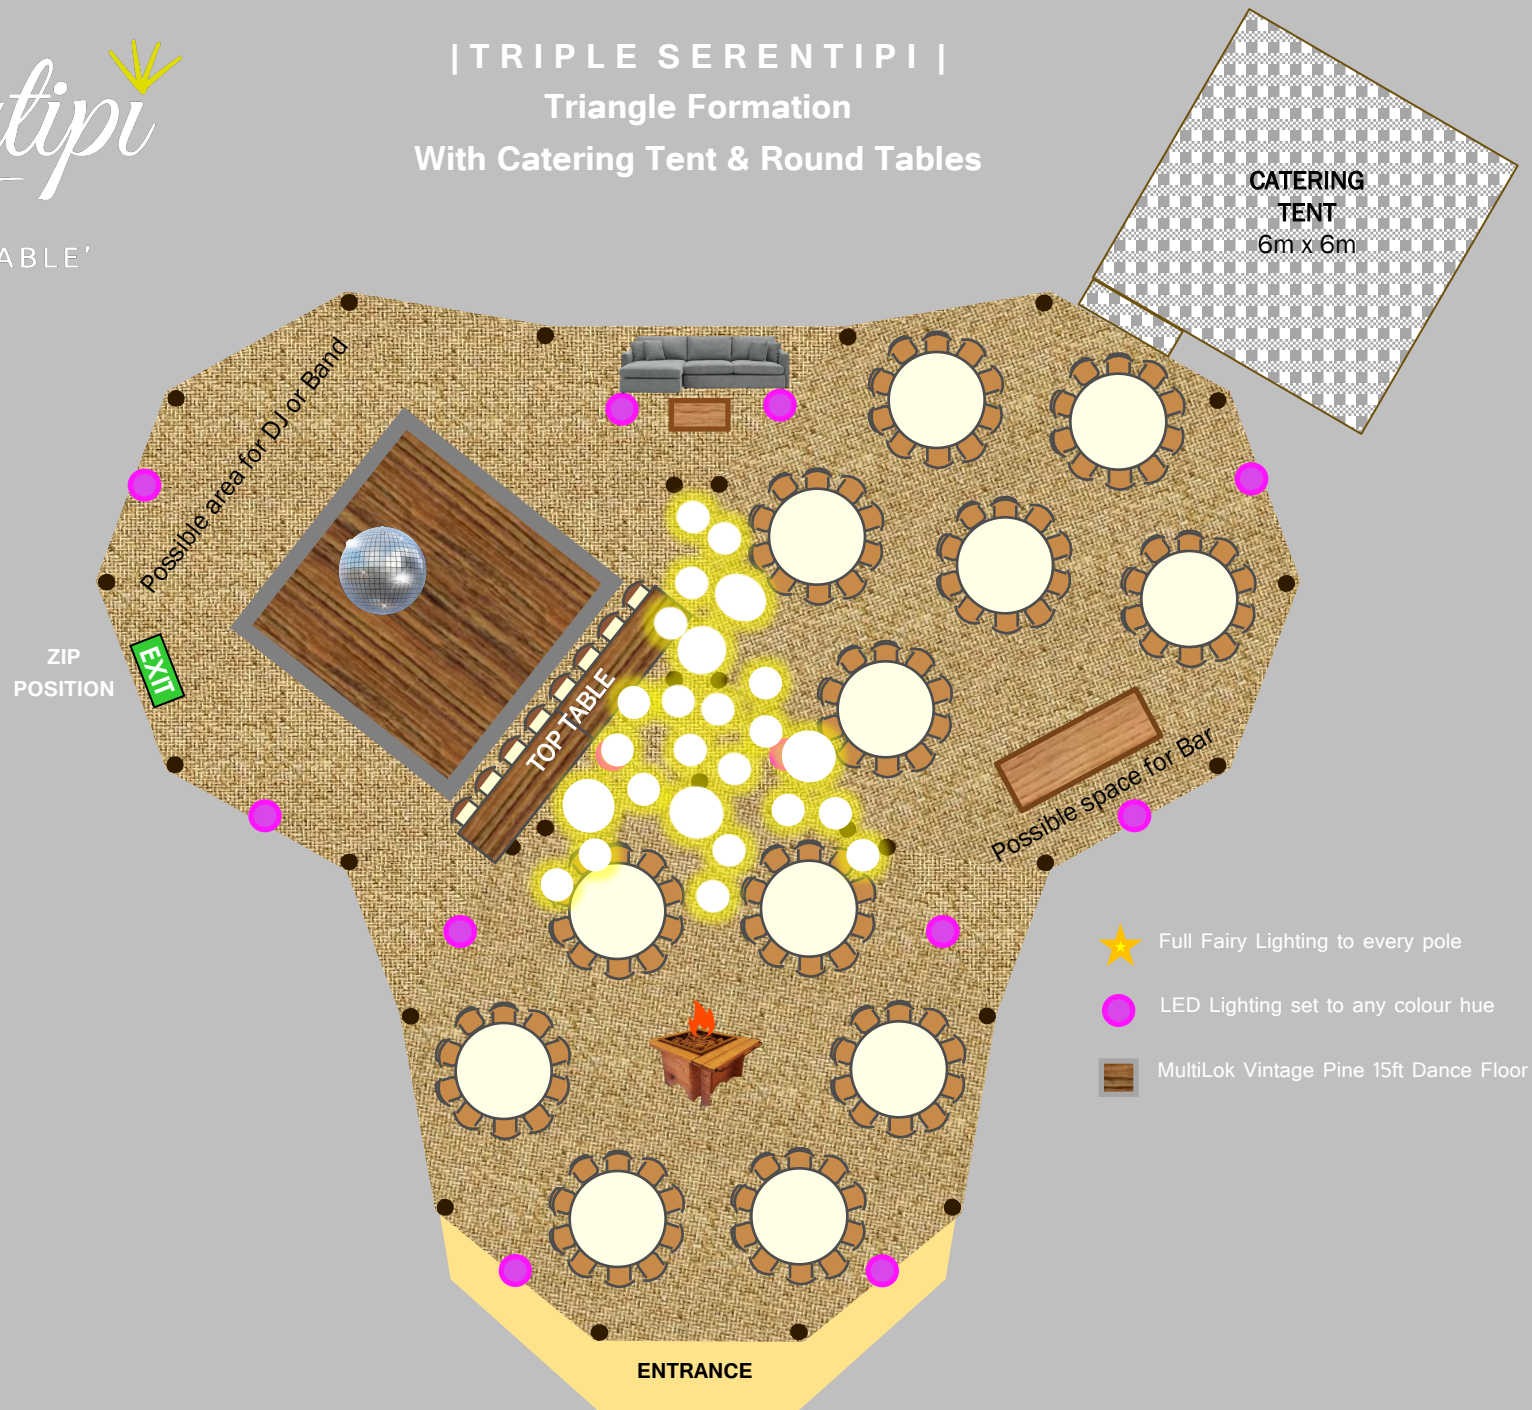 |TRIPLE SERENTIPI |
Triangle Formation
With Catering Tent & Round Tables
tipi
ABLE'
CATERING
TENT
6m x 6m
Possible area for DJ or Band
ZIP
POSITION
EXIT
TOP TABLE
Possible space for Bar
Full Fairy Lighting to every pole
LED Lighting set to any colour hue
MultiLok Vintage Pine 15ft Dance Floor
ENTRANCE